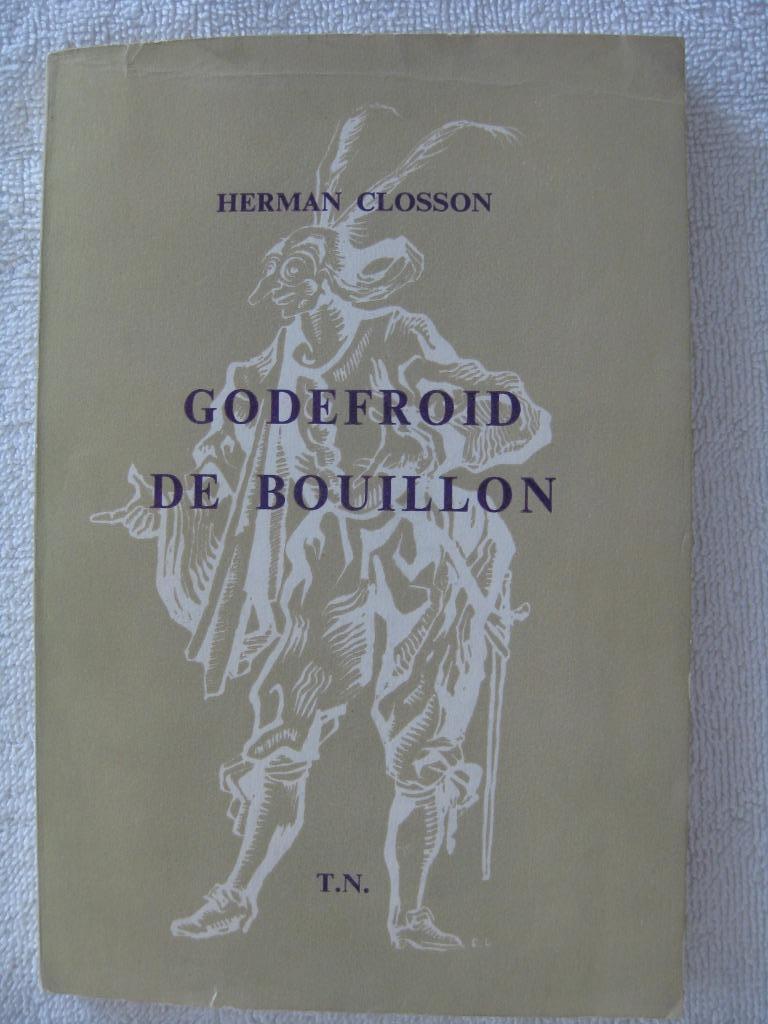 HERMAN CLOSSON
GODEFROID
DE BOUILLON
T.N.